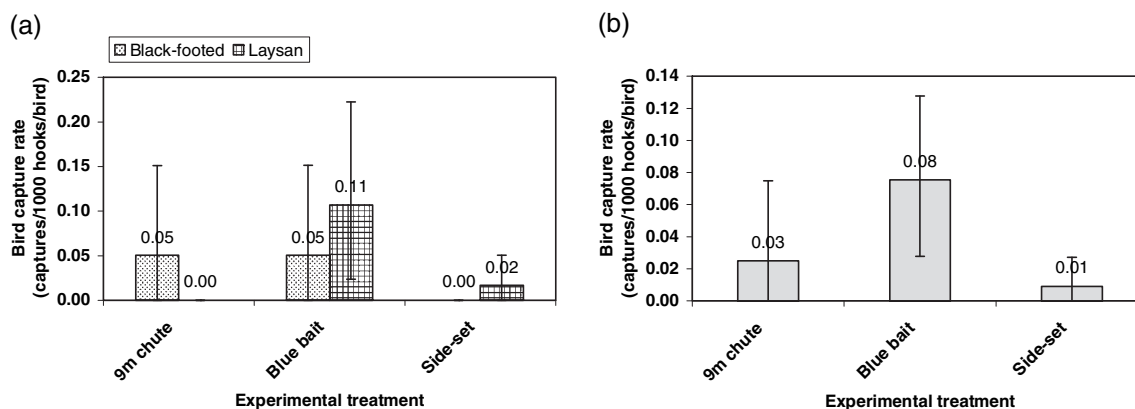 (a)
Black-footed Laysan
Bird capture rate
(captures/1000 hooks/bird)
0.25
0.20
0.15
0.10
0.05
0.00
0.05
0.00
0.05
0.11
0.00
0.02
9m chute
Blue bait
Side-set
Experimental treatment
(b)
Bird capture rate
(captures/1000 hooks/bird)
0.14
0.12
0.10
0.08
0.06
0.04
0.02
0.00
0.03
0.08
0.01
9m chute
Blue bait
Side-set
Experimental treatment